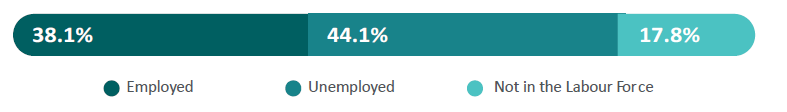 38.1% 44.1% 17.8%
Employed Unemployed Not in the Labour Force